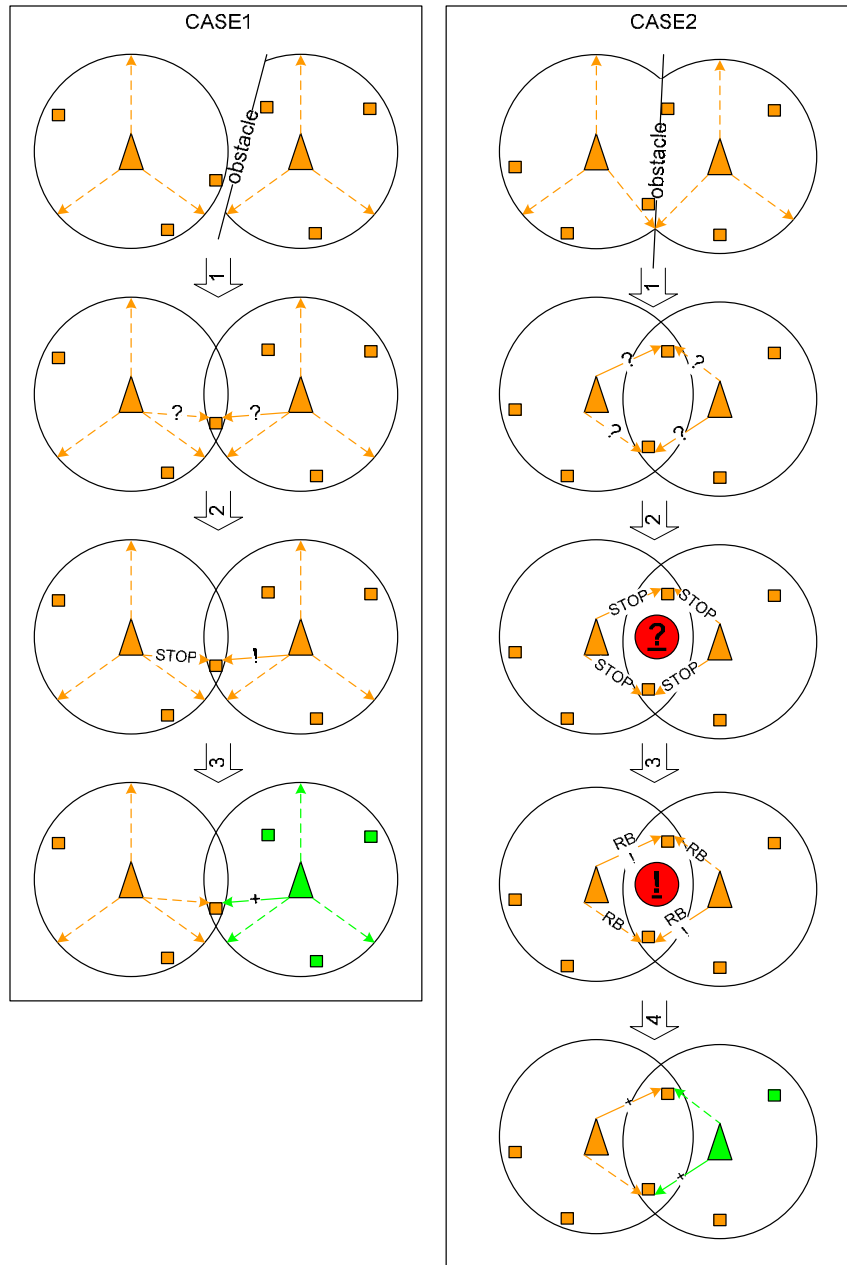 CASE1
obstacle
1
? ?
2
STOP !
3
+
CASE2
obstacle
1
? ?
? ?
2
STOP STOP
?
STOP STOP
3
RB ! RB
!
RB RB !
4
+
+